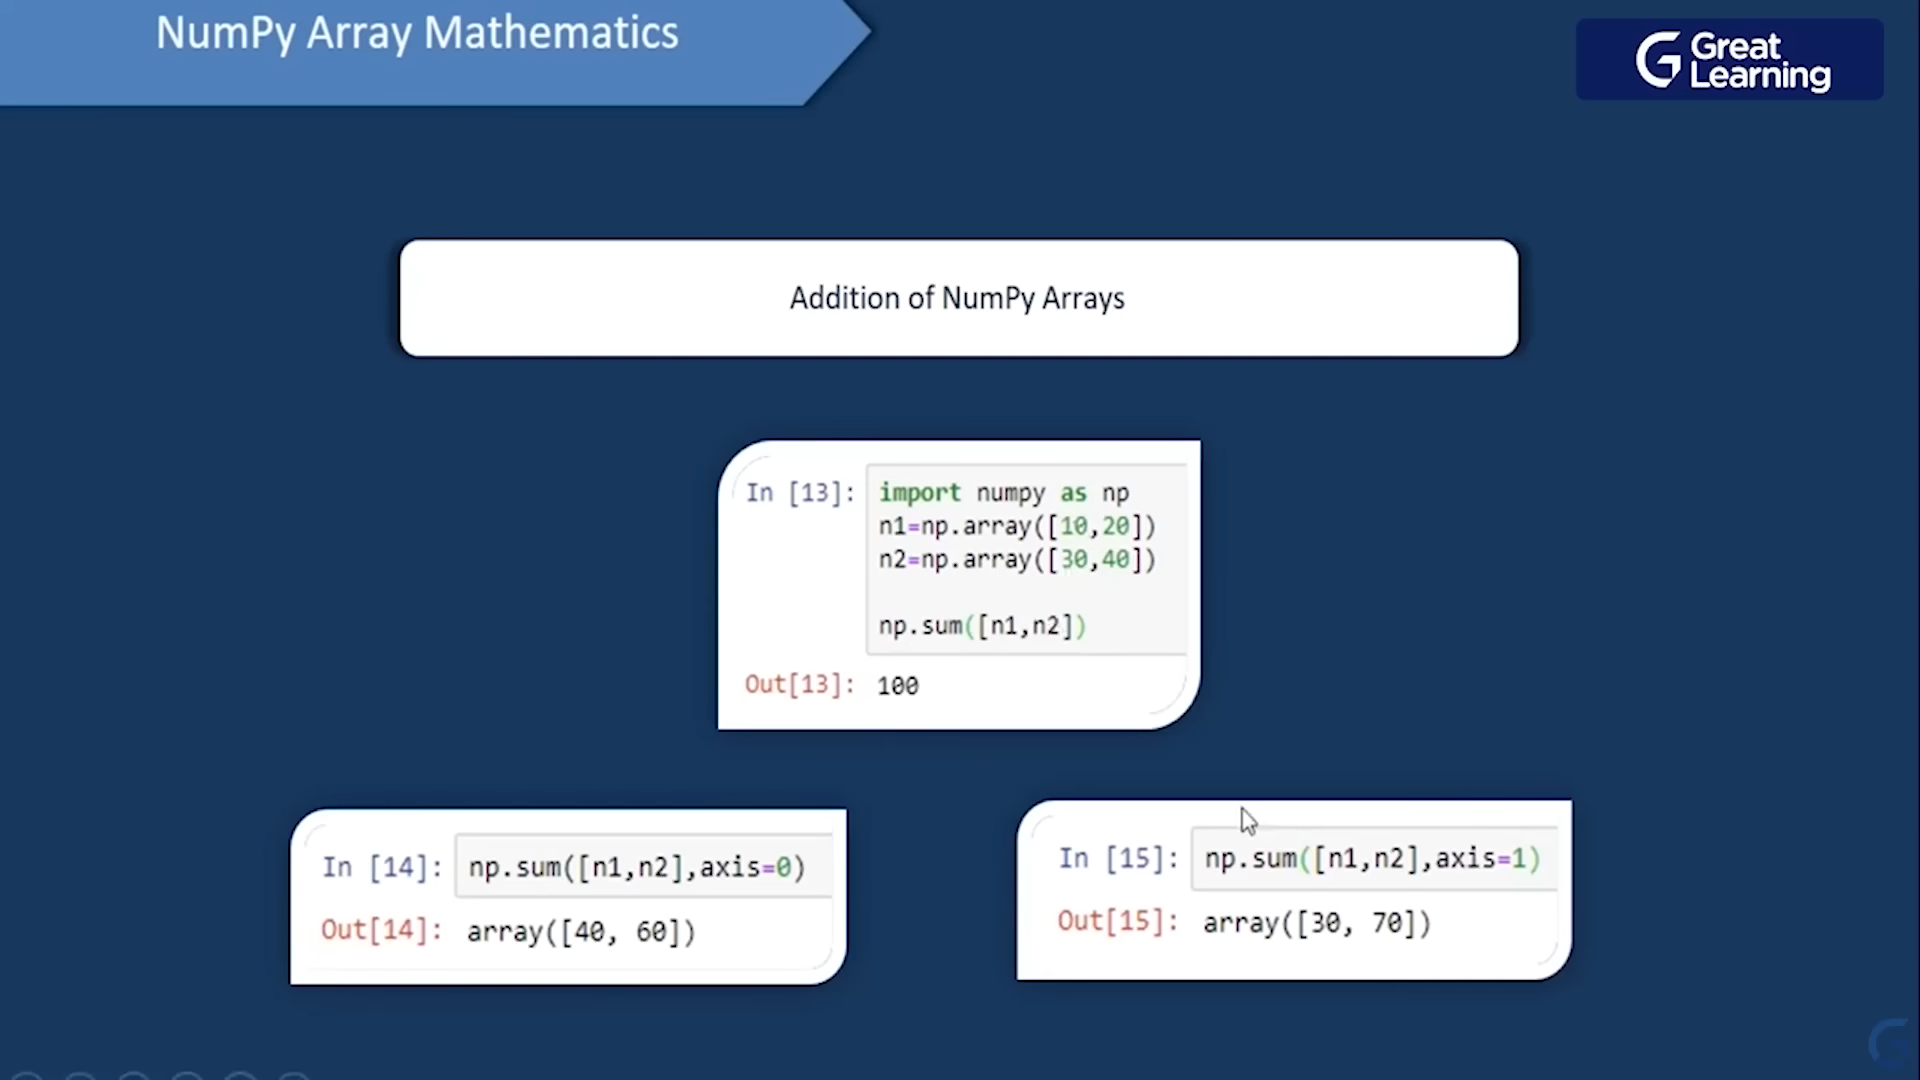 NumPy Array Mathematics
Great
Learning
Addition of NumPy Arrays
In [13]: import numpy as np
n1=np.array([10,20])
n2=np.array([30,40])
np.sum([n1,n2])
Out[13]: 100
In [14]: np.sum([n1,n2],axis=0)
Out[14]: array([40, 60])
In [15]: np.sum([n1,n2],axis=1)
Out[15]: array([30, 70])